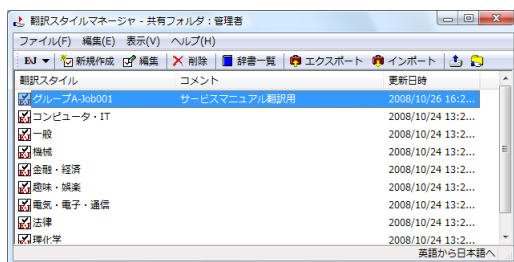 翻訳スタイルマネージャ - 共有フォルダ : 管理者
ファイル(F) 編集(E) 表示(V) ヘルプ(H)
EtJ 新規作成 編集 削除 辞書一覧 エクスポート インポート
翻訳スタイル コメント 更新日時
グループA-Job001 サービスマニュアル翻訳用 2008/10/26 16:2...
コンピュータ・IT 2008/10/24 13:2...
一般 2008/10/24 13:2...
機械 2008/10/24 13:2...
金融・経済 2008/10/24 13:2...
趣味・娯楽 2008/10/24 13:2...
電気・電子・通信 2008/10/24 13:2...
法律 2008/10/24 13:2...
理化学 2008/10/24 13:2...
英語から日本語へ